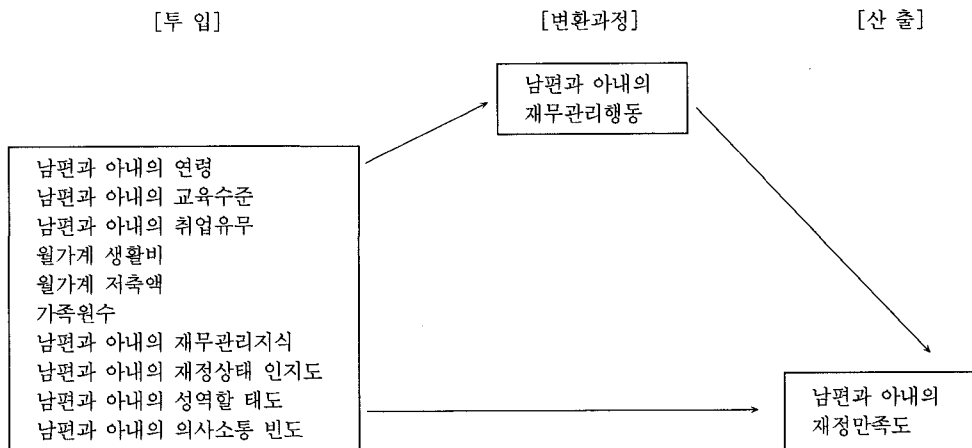 [투 입] [변환과정] [산 출]
남편과 아내의
재무관리행동
남편과 아내의 연령
남편과 아내의 교육수준
남편과 아내의 취업유무
월가계 생활비
월가계 저축액
가족원수
남편과 아내의 재무관리지식
남편과 아내의 재정상태 인지도
남편과 아내의 성역할 태도
남편과 아내의 의사소통 빈도
남편과 아내의
재정만족도